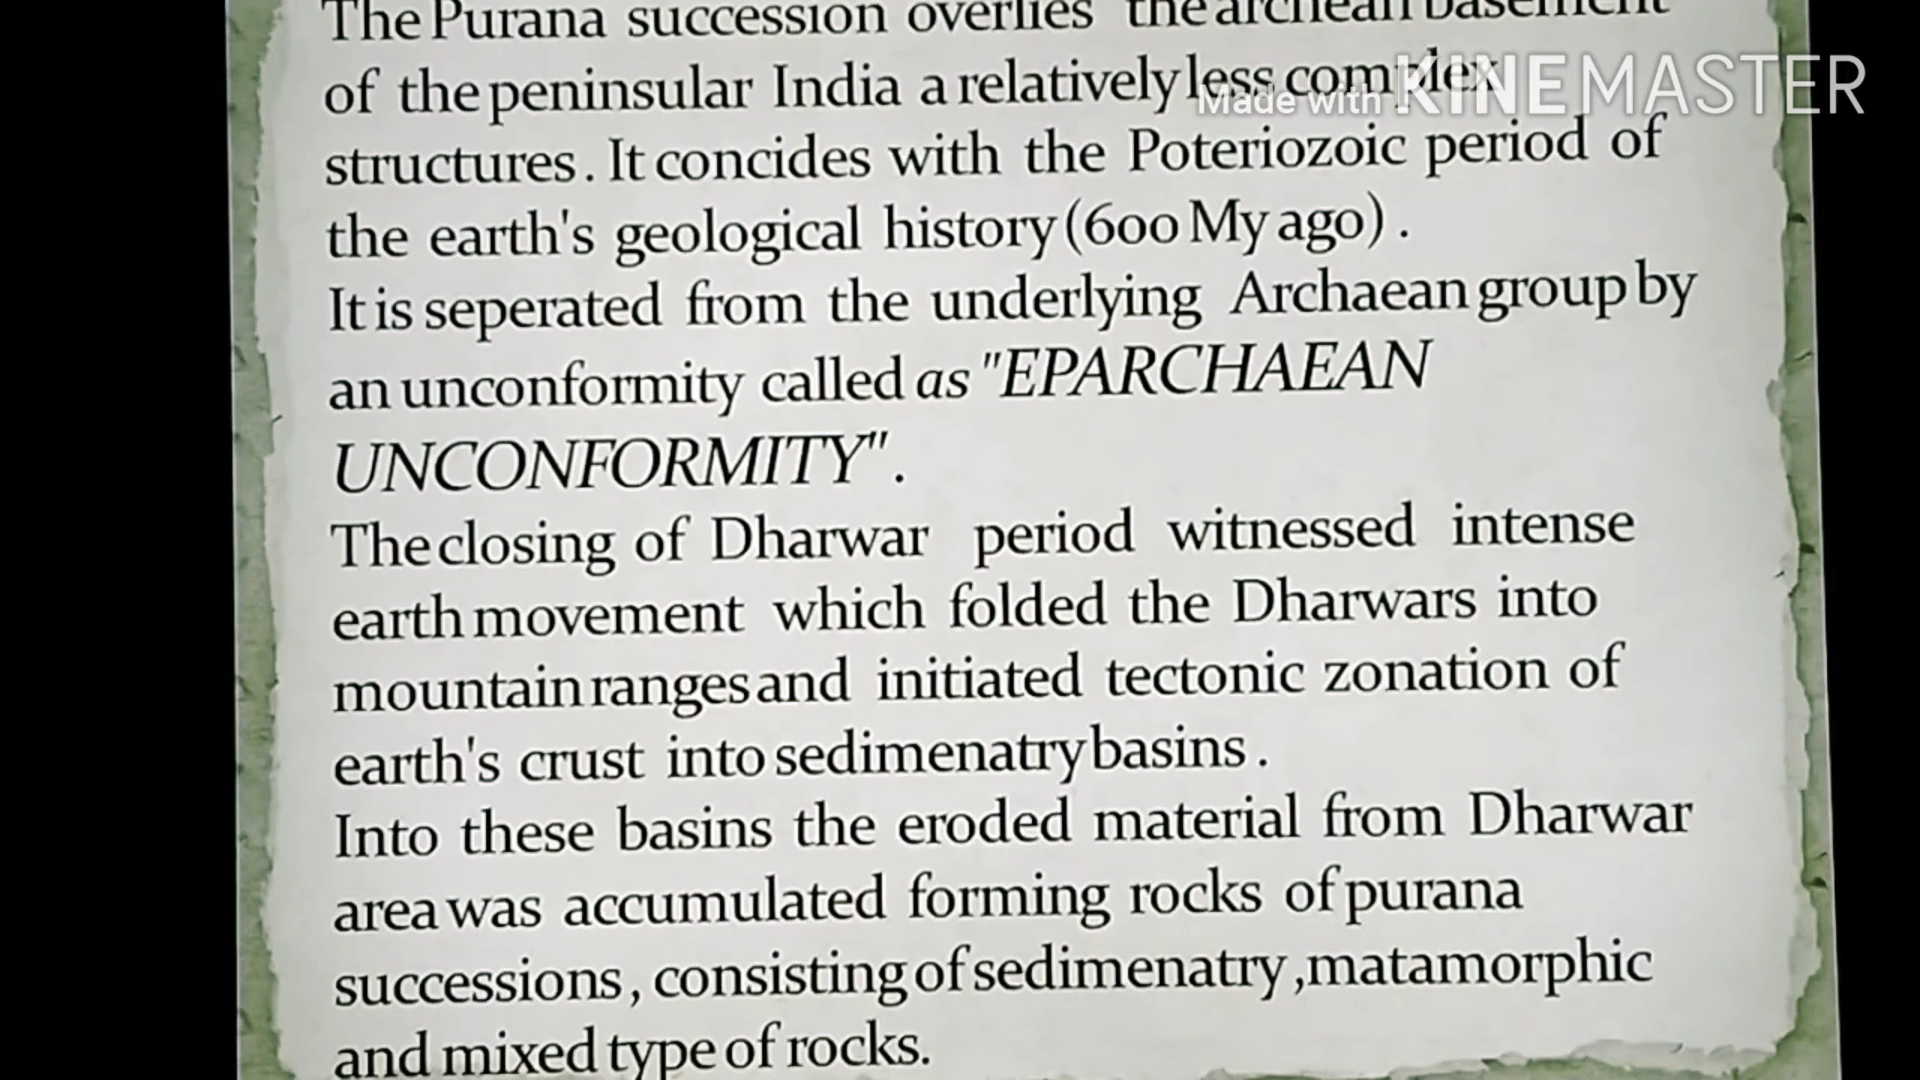 The Purana succession overlies the archean basement
of the peninsular India a relatively less complex
Made with KINEMASTER
structures. It concides with the Poteriozoic period of
the earth's geological history (600 My ago).
It is seperated from the underlying Archaean group by
an unconformity called as "EPARCHAEAN
UNCONFORMITY".
The closing of Dharwar period witnessed intense
earth movement which folded the Dharwars into
mountain ranges and initiated tectonic zonation of
earth's crust into sedimenatry basins.
Into these basins the eroded material from Dharwar
area was accumulated forming rocks of purana
successions, consisting of sedimenatry, matamorphic
and mixed type of rocks.